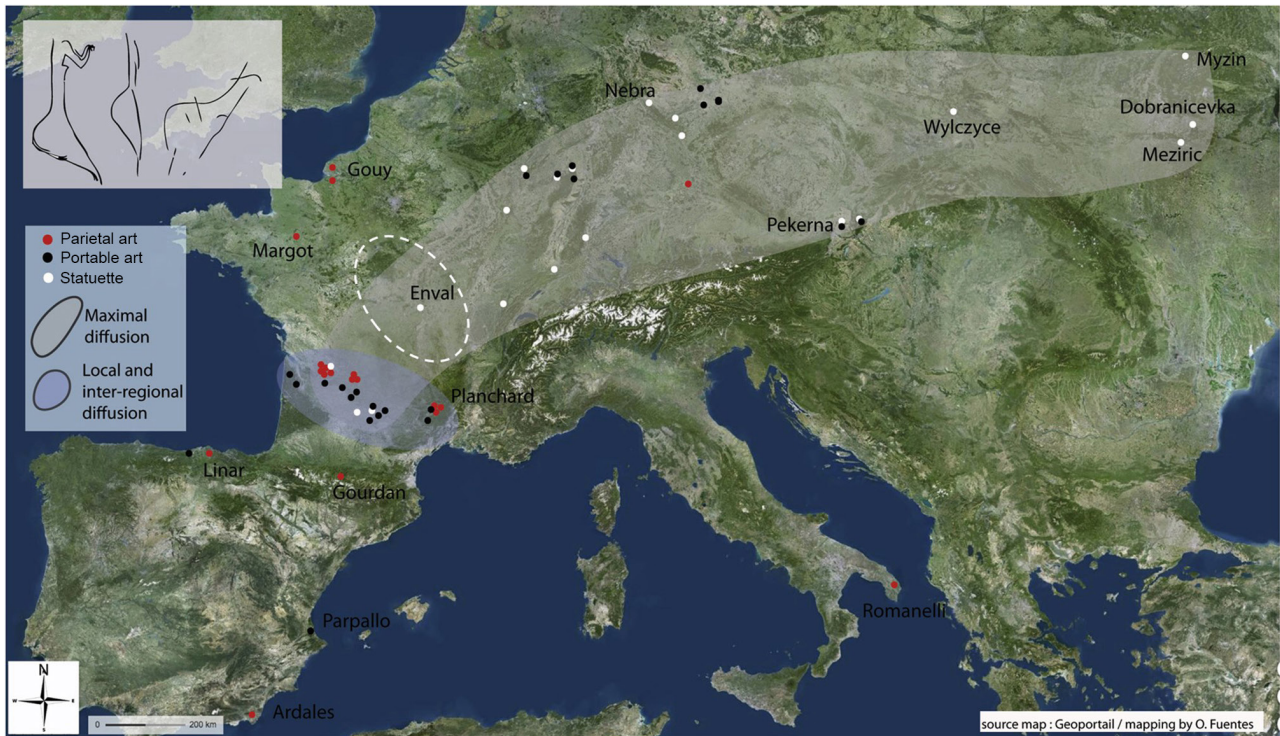 Myzin
Nebra
Dobranicevka
Wylczyce
Meziric
Gouy
Pekerna
Margot
Parietal art
Portable art
Statuette
Enval
Maximal
diffusion
Local and
inter-regional
diffusion
Planchard
Linar
Gourdan
Romanelli
Parpallo
N
W
E
S
Ardales
0
200 km
source map : Geoportail / mapping by O. Fuentes